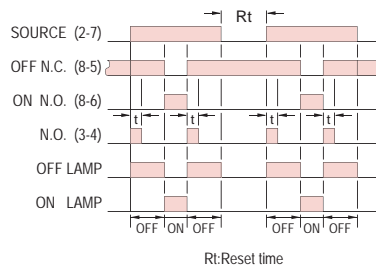 Rt
SOURCE (2-7)
OFF N.C. (8-5)
ON N.O. (8-6)
t t t t
N.O. (3-4)
OFF LAMP
ON LAMP
OFF ON OFF OFF ON OFF
Rt:Reset time